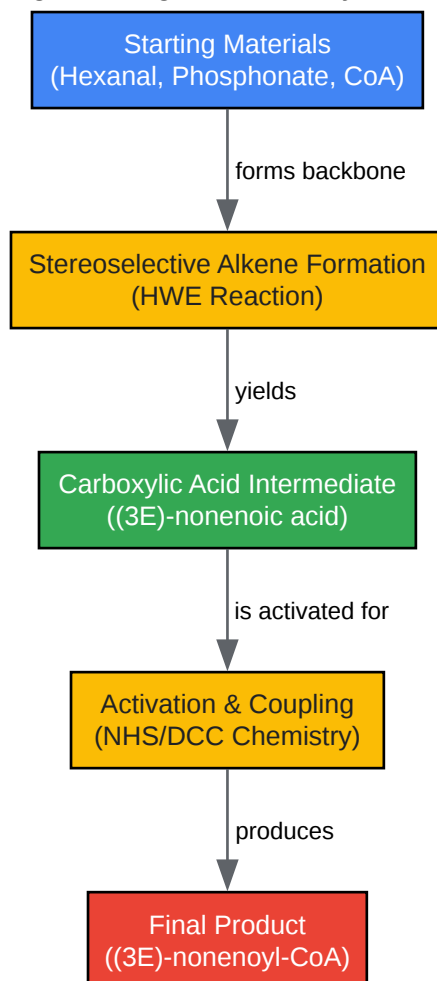 Starting Materials
(Hexanal, Phosphonate, CoA)
forms backbone
Stereoselective Alkene Formation
(HWE Reaction)
yields
Carboxylic Acid Intermediate
((3E)-nonenoic acid)
is activated for
Activation & Coupling
(NHS/DCC Chemistry)
produces
Final Product
((3E)-nonenoyl-CoA)